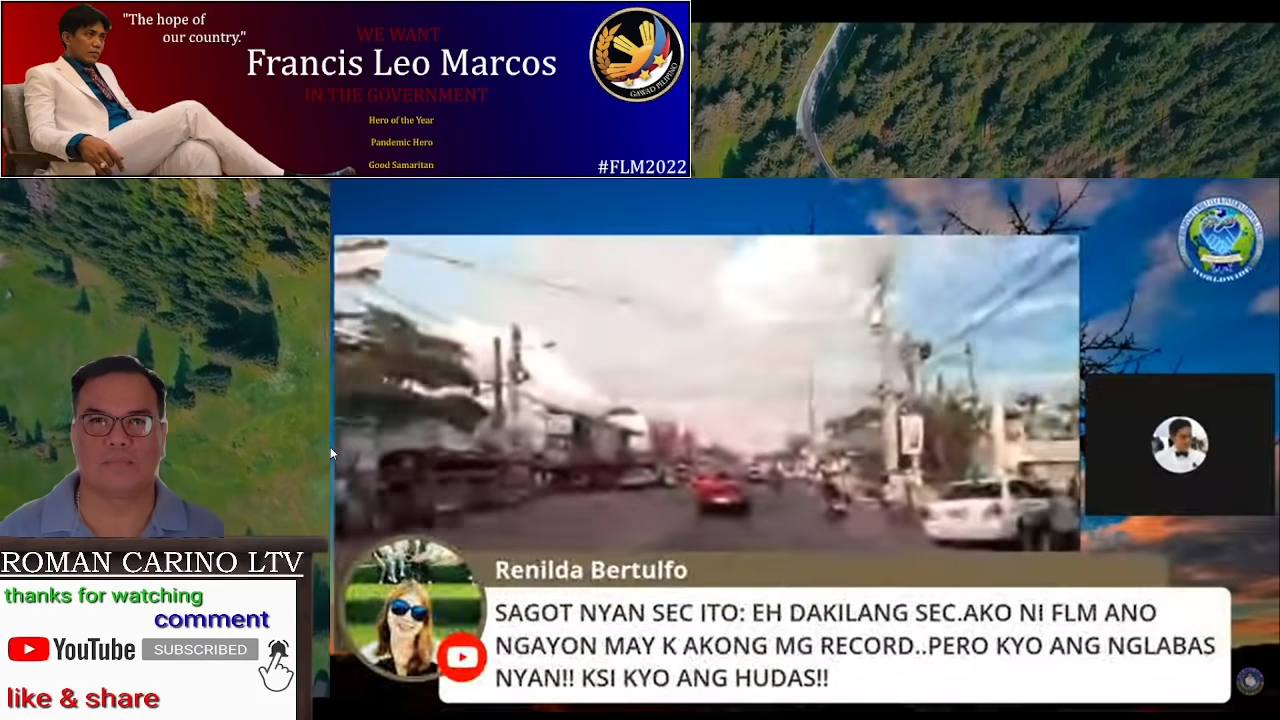 "The hope of
our country."
WE WANT
Francis Leo Marcos
IN THE GOVERNMENT
Hero of the Year
Pandemic Hero
Good Samaritan
#FLM2022
GAWAD PILIPINO
WORLDWIDE
ROMAN CARINO LTV
thanks for watching
comment
YouTube SUBSCRIBED
like & share
Renilda Bertulfo
SAGOT NYAN SEC ITO: EH DAKILANG SEC.AKO NI FLM ANO
NGAYON MAY K AKONG MG RECORD..PERO KYO ANG NGLABAS
NYAN!! KSI KYO ANG HUDAS!!